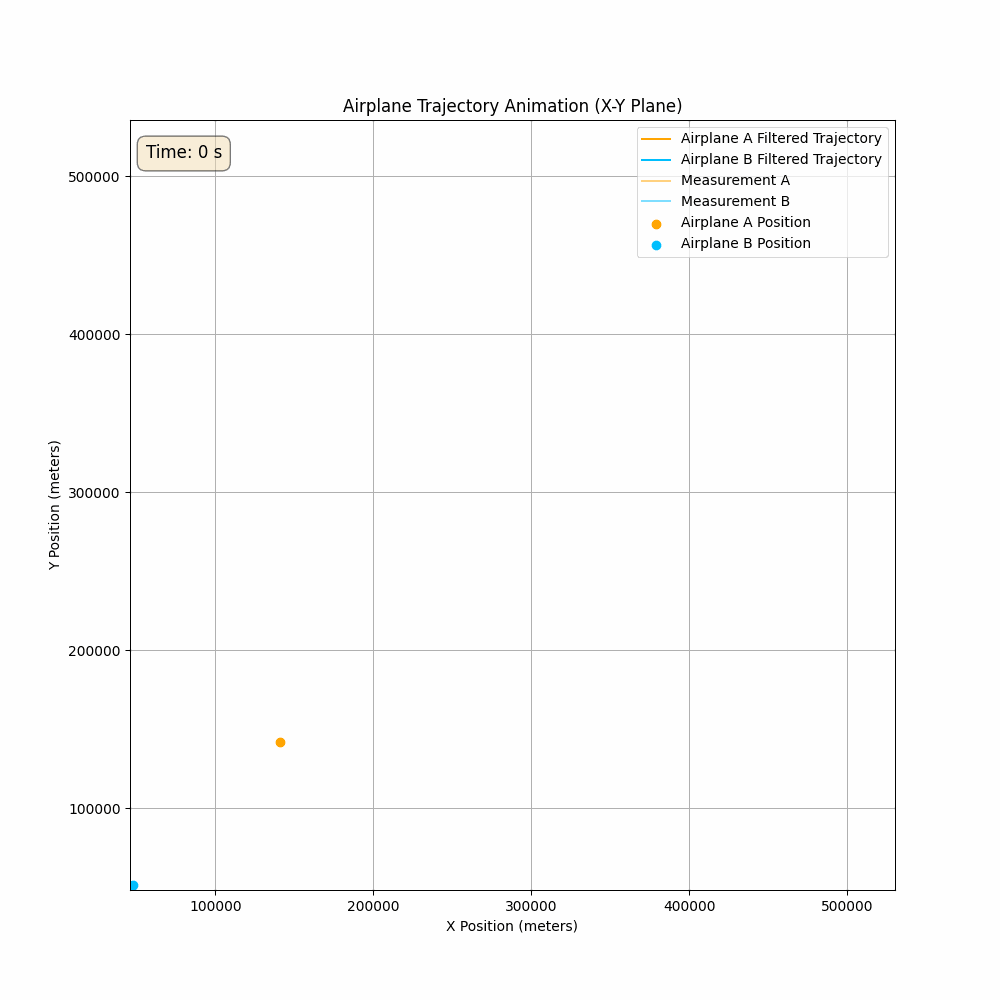 Airplane Trajectory Animation (X-Y Plane)
Time: 0 s
Airplane A Filtered Trajectory
Airplane B Filtered Trajectory
Measurement A
Measurement B
Airplane A Position
Airplane B Position
500000
400000
300000
200000
100000
Y Position (meters)
100000
200000
300000
400000
500000
X Position (meters)